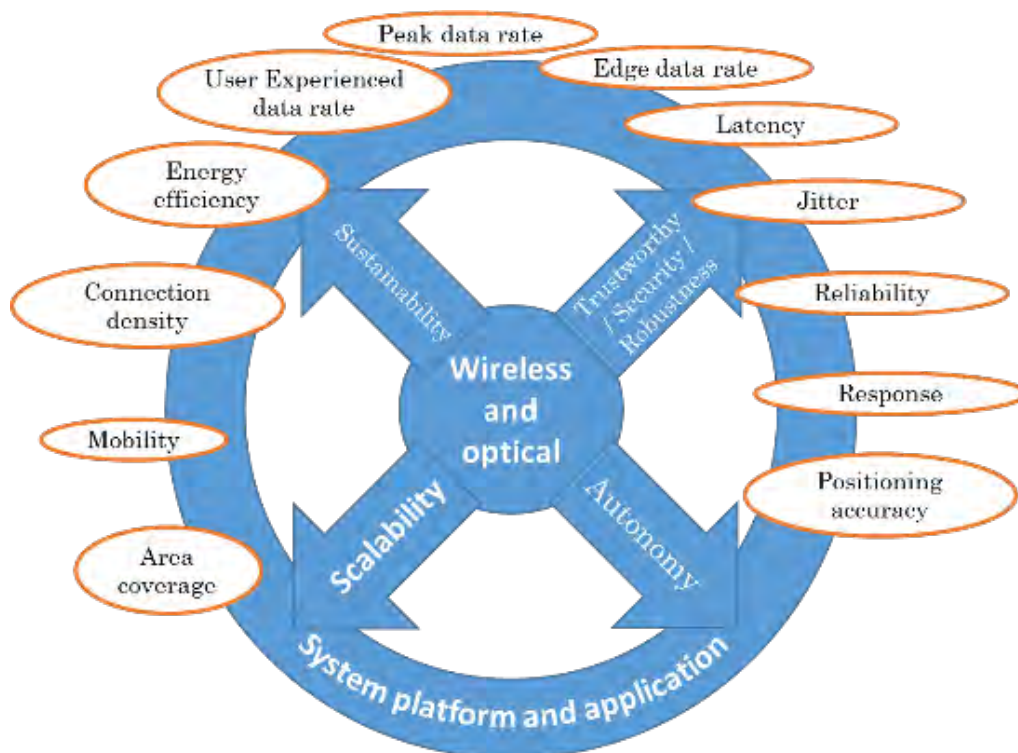 Peak data rate
User Experienced
data rate
Edge data rate
Latency
Energy
efficiency
Jitter
Sustainability
Trustworthy
/ Security /
Robustness
Connection
density
Reliability
Wireless
and
optical
Response
Mobility
Positioning
accuracy
Scalability
Autonomy
Area
coverage
System platform and application